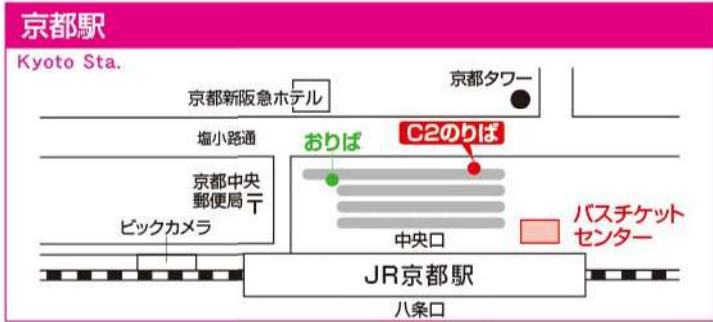 京都駅
Kyoto Sta.
京都タワー
京都新阪急ホテル
塩小路通
おりば
C2のりば
京都中央
郵便局〒
ビックカメラ
中央口
バスチケット
センター
JR京都駅
八条口